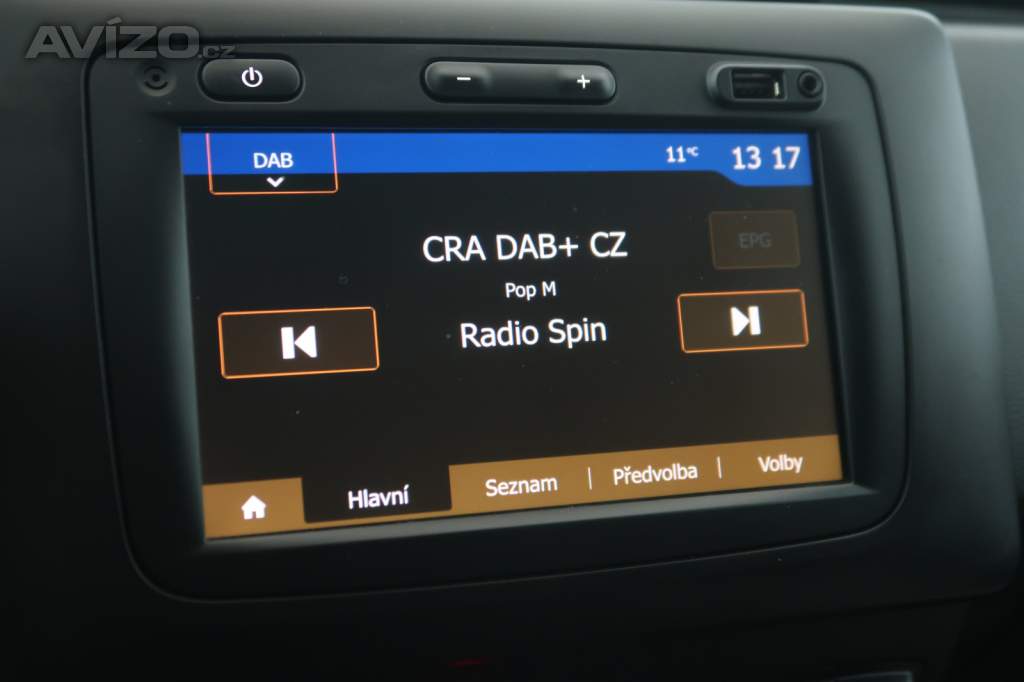 AVÍZO.cz
DAB
11°C
13 17
EPG
CRA DAB+ CZ
Pop M
Radio Spin
Hlavní
Seznam
Předvolba
Volby